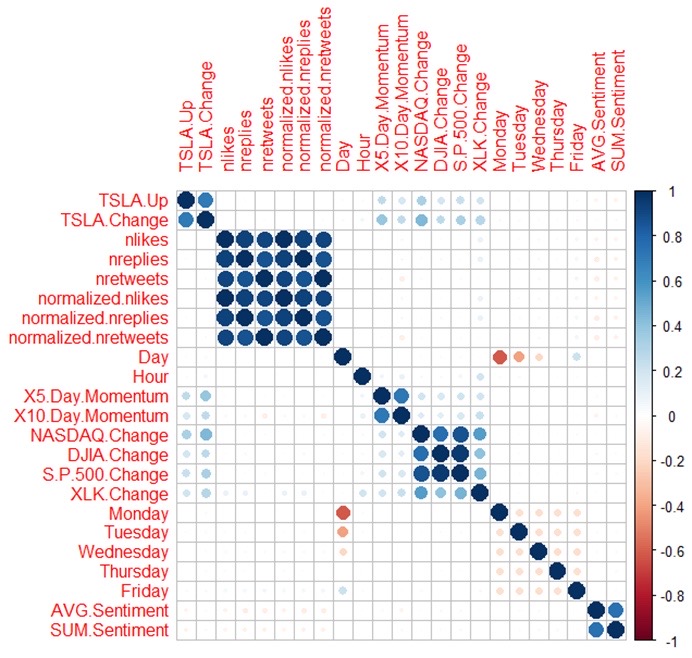 TSLA.Up
TSLA.Change
nlikes
nreplies
nretweets
normalized.nlikes
normalized.nreplies
normalized.nretweets
Day
Hour
X5.Day.Momentum
X10.Day.Momentum
NASDAQ.Change
DJIA.Change
S.P.500.Change
XLK.Change
Monday
Tuesday
Wednesday
Thursday
Friday
AVG.Sentiment
SUM.Sentiment
TSLA.Up
TSLA.Change
nlikes
nreplies
nretweets
normalized.nlikes
normalized.nreplies
normalized.nretweets
Day
Hour
X5.Day.Momentum
X10.Day.Momentum
NASDAQ.Change
DJIA.Change
S.P.500.Change
XLK.Change
Monday
Tuesday
Wednesday
Thursday
Friday
AVG.Sentiment
SUM.Sentiment
1
0.8
0.6
0.4
0.2
0
-0.2
-0.4
-0.6
-0.8
-1